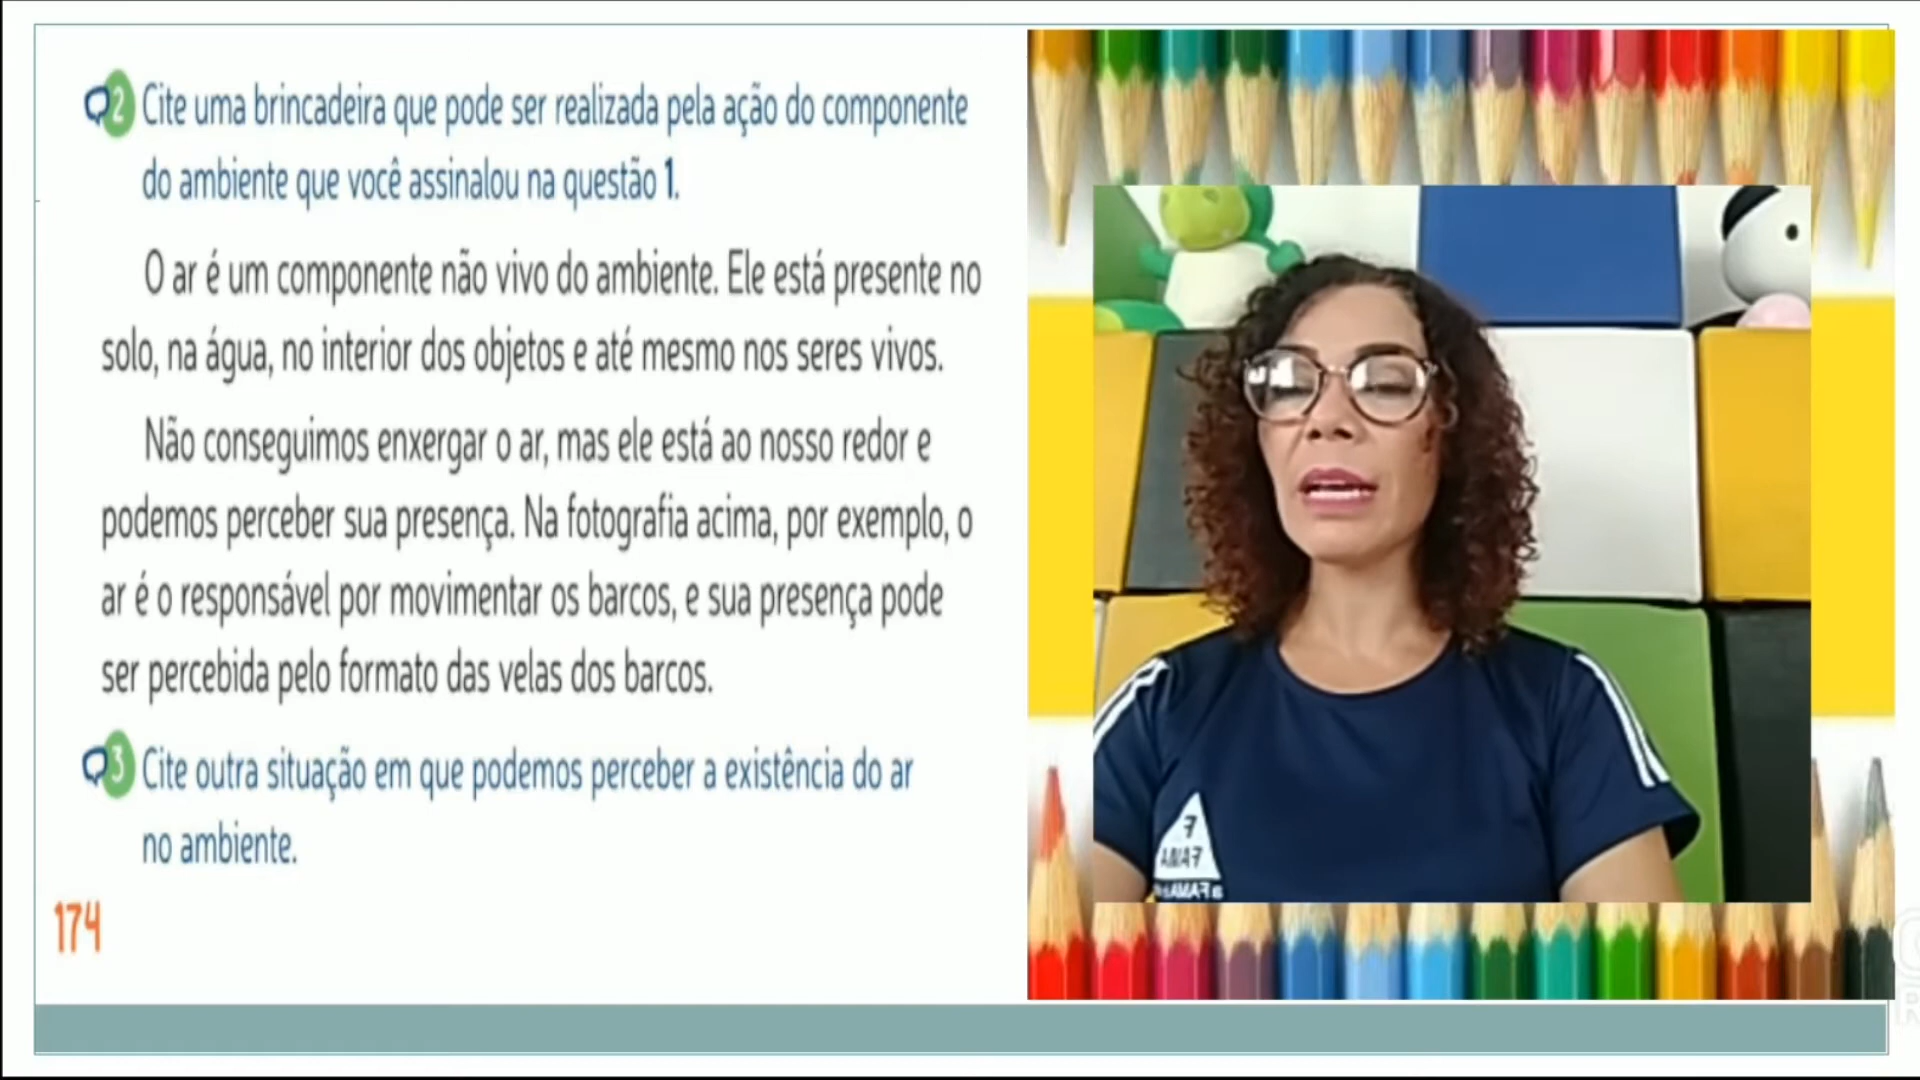 2 Cite uma brincadeira que pode ser realizada pela ação do componente
do ambiente que você assinalou na questão 1.
O ar é um componente não vivo do ambiente. Ele está presente no
solo, na água, no interior dos objetos e até mesmo nos seres vivos.
Não conseguimos enxergar o ar, mas ele está ao nosso redor e
podemos perceber sua presença. Na fotografia acima, por exemplo, o
ar é o responsável por movimentar os barcos, e sua presença pode
ser percebida pelo formato das velas dos barcos.
3 Cite outra situação em que podemos perceber a existência do ar
no ambiente.
174
F
FAMA